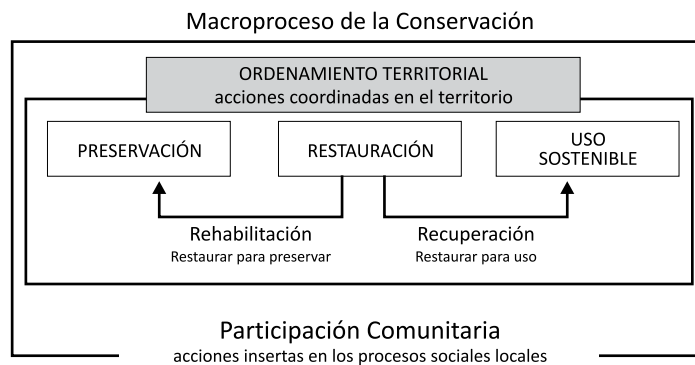 Macroproceso de la Conservación
ORDENAMIENTO TERRITORIAL
acciones coordinadas en el territorio
PRESERVACIÓN
RESTAURACIÓN
USO
SOSTENIBLE
Rehabilitación
Restaurar para preservar
Recuperación
Restaurar para uso
Participación Comunitaria
acciones insertas en los procesos sociales locales